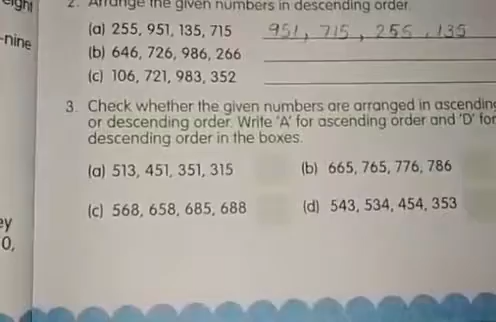 eight
-nine
ey
0,
2. Arrange the given numbers in descending order.
(a) 255, 951, 135, 715 951, 715, 255, 135
(b) 646, 726, 986, 266
(c) 106, 721, 983, 352
3. Check whether the given numbers are arranged in ascending
or descending order. Write 'A' for ascending order and 'D' for
descending order in the boxes.
(a) 513, 451, 351, 315 (b) 665, 765, 776, 786
(c) 568, 658, 685, 688 (d) 543, 534, 454, 353